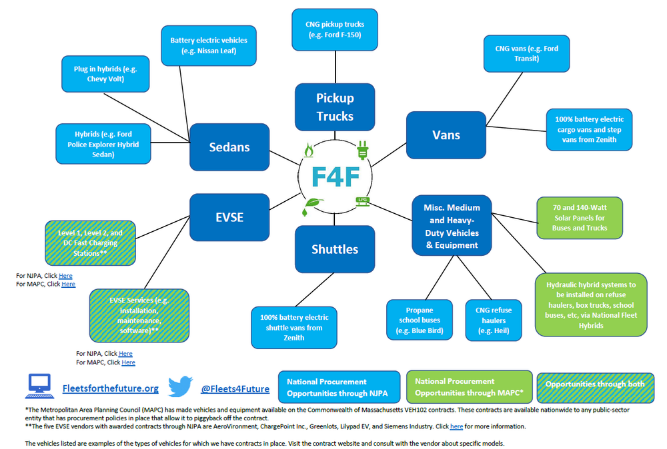 CNG pickup trucks
(e.g. Ford F-150)
Battery electric vehicles
(e.g. Nissan Leaf)
CNG vans (e.g. Ford
Transit)
Plug in hybrids (e.g.
Chevy Volt)
Pickup
Trucks
Hybrids (e.g. Ford
Police Explorer Hybrid
Sedan)
Sedans
Vans
100% battery electric
cargo vans and step
vans from Zenith
F4F
LPG
EVSE
Misc. Medium
and Heavy-
Duty Vehicles
& Equipment
70 and 140-Watt
Solar Panels for
Buses and Trucks
Level 1, Level 2, and
DC Fast Charging
Stations**
Shuttles
For NJPA, Click Here
For MAPC, Click Here
Hydraulic hybrid systems to
be installed on refuse
haulers, box trucks, school
buses, etc, via National Fleet
Hybrids
EVSE Services (e.g.
installation,
maintenance,
software)**
100% battery electric
shuttle vans from
Zenith
Propane
school buses
(e.g. Blue Bird)
CNG refuse
haulers
(e.g. Heil)
For NJPA, Click Here
For MAPC, Click Here
Fleetsforthefuture.org
@Fleets4Future
National Procurement
Opportunities through NJPA
National Procurement
Opportunities through MAPC*
Opportunities through both
*The Metropolitan Area Planning Council (MAPC) has made vehicles and equipment available on the Commonwealth of Massachusetts VEH102 contracts. These contracts are available nationwide to any public-sector
entity that has procurement policies in place that allow it to piggyback off the contract.
**The five EVSE vendors with awarded contracts through NJPA are AeroVironment, ChargePoint Inc., Greenlots, Lilypad EV, and Siemens Industry. Click here for more information.
The vehicles listed are examples of the types of vehicles for which we have contracts in place. Visit the contract website and consult with the vendor about specific models.